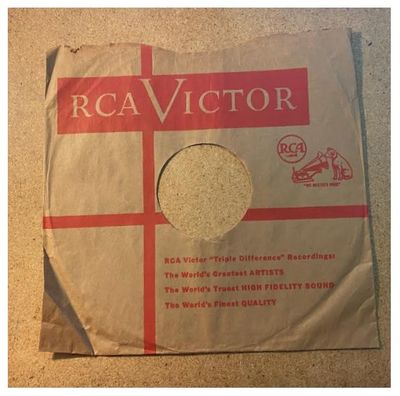 RCA VICTOR
RCA
"HIS MASTER'S VOICE"
RCA Victor "Triple Difference" Recordings:
The World's Greatest ARTISTS
The World's Truest HIGH FIDELITY SOUND
The World's Finest QUALITY